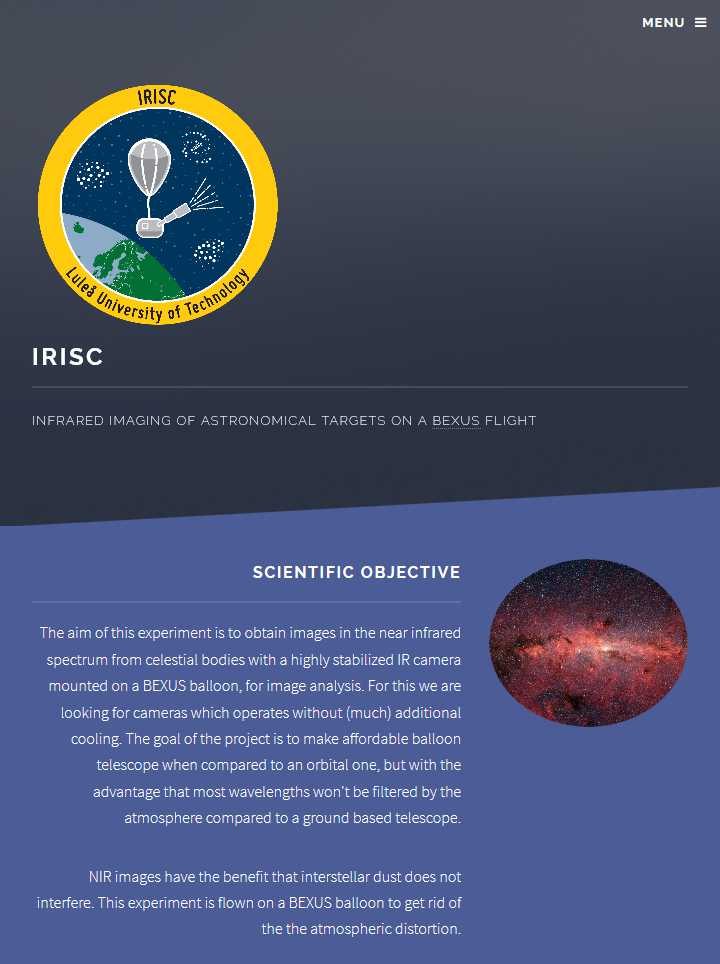 MENU
IRISC
Luleå University of Technology
IRISC
INFRARED IMAGING OF ASTRONOMICAL TARGETS ON A BEXUS FLIGHT
SCIENTIFIC OBJECTIVE
The aim of this experiment is to obtain images in the near infrared
spectrum from celestial bodies with a highly stabilized IR camera
mounted on a BEXUS balloon, for image analysis. For this we are
looking for cameras which operates without (much) additional
cooling. The goal of the project is to make affordable balloon
telescope when compared to an orbital one, but with the
advantage that most wavelengths won't be filtered by the
atmosphere compared to a ground based telescope.
NIR images have the benefit that interstellar dust does not
interfere. This experiment is flown on a BEXUS balloon to get rid of
the the atmospheric distortion.